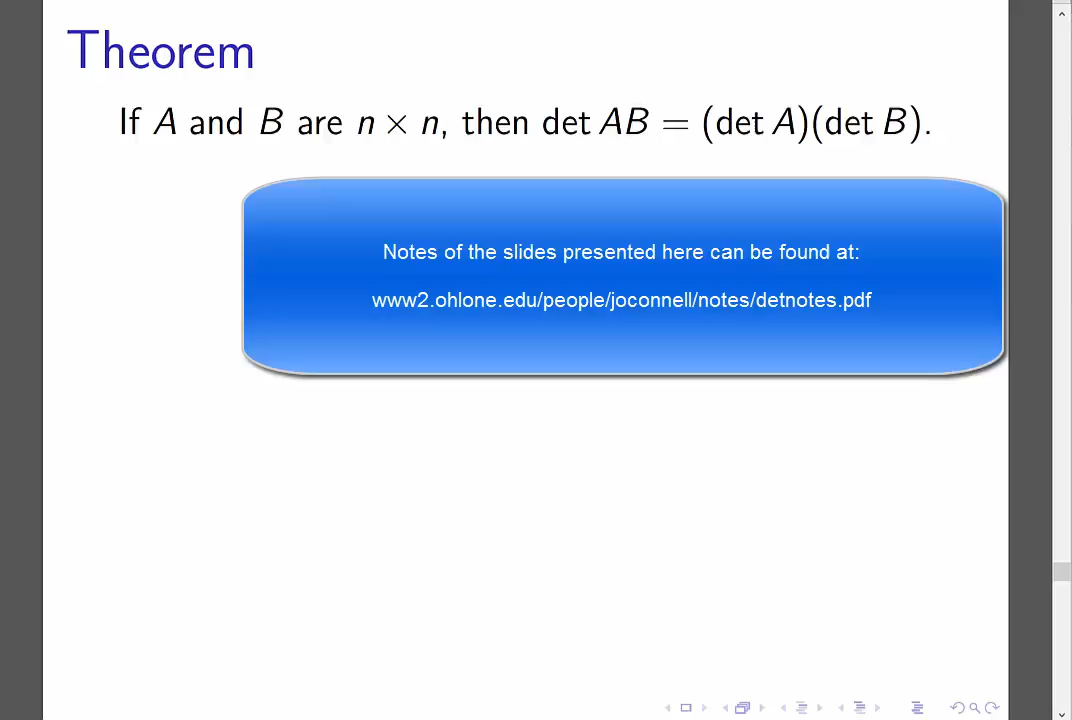 Theorem
If A and B are n × n, then det AB = (det A)(det B).
Notes of the slides presented here can be found at:
www2.ohlone.edu/people/joconnell/notes/detnotes.pdf